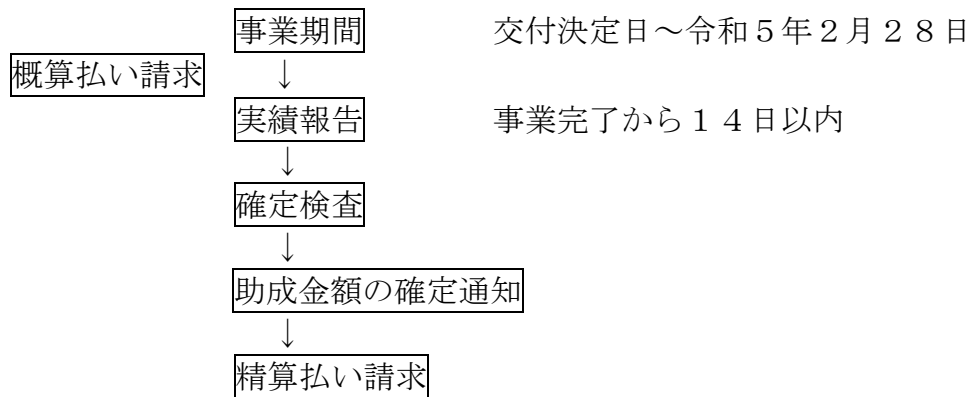 事業期間 交付決定日～令和５年２月２８日
概算払い請求 ↓
実績報告 事業完了から１４日以内
↓
確定検査
↓
助成金額の確定通知
↓
精算払い請求